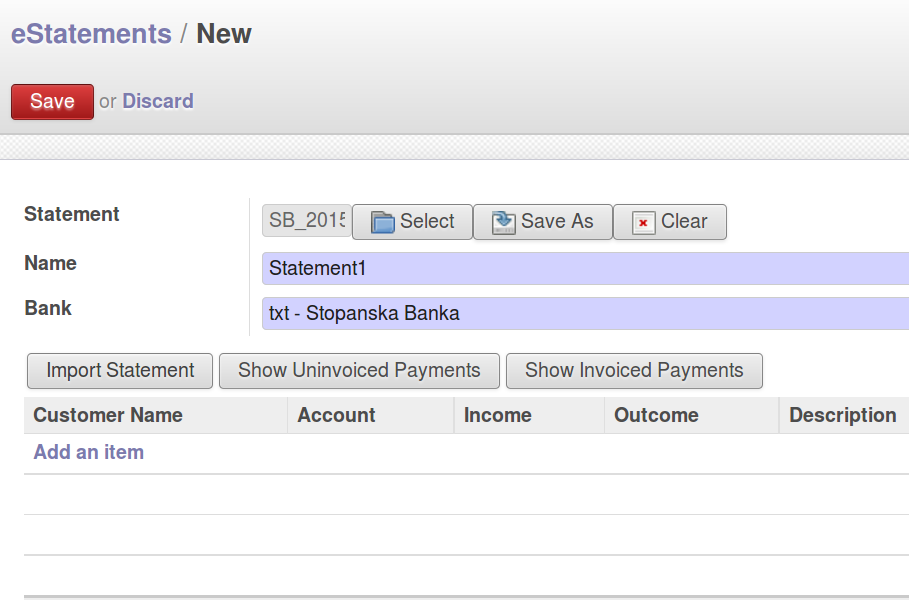 eStatements / New
Save or Discard
Statement SB_2015 Select Save As Clear
Name Statement1
Bank txt - Stopanska Banka
Import Statement Show Uninvoiced Payments Show Invoiced Payments
Customer Name Account Income Outcome Description
Add an item